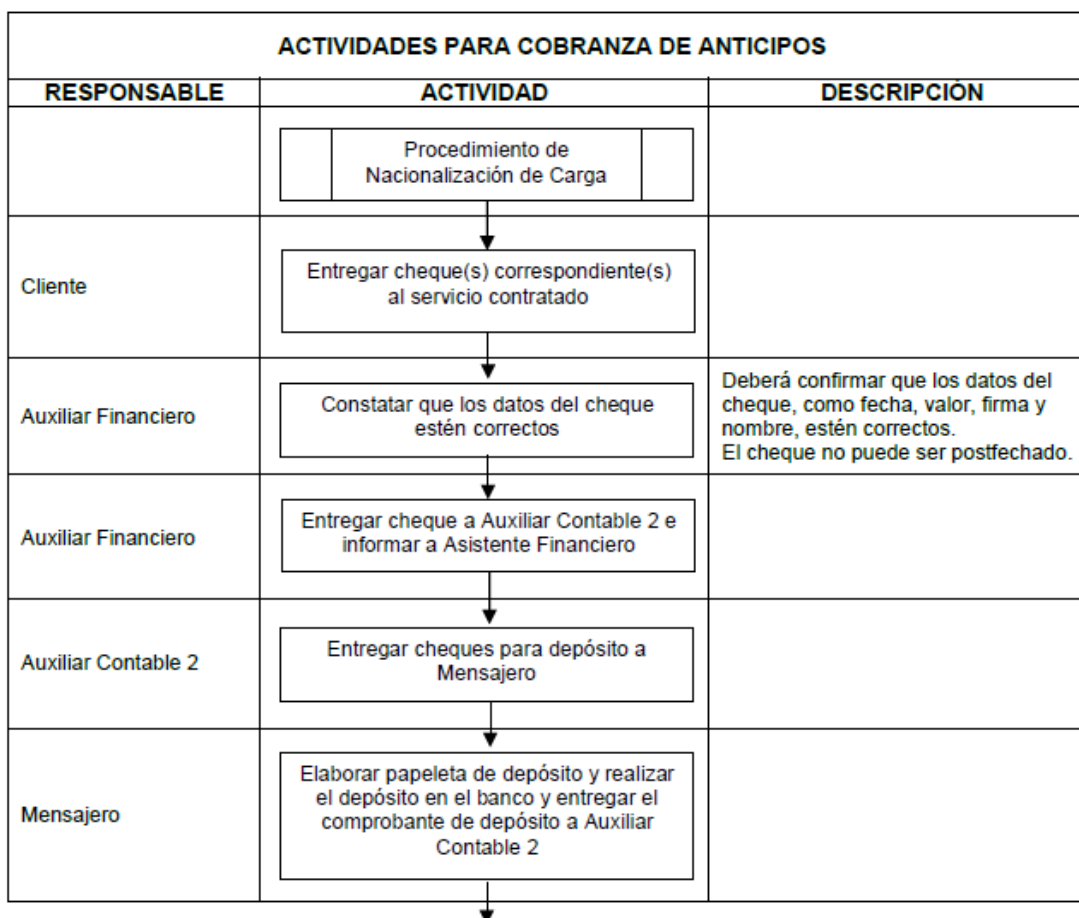 ACTIVIDADES PARA COBRANZA DE ANTICIPOS
RESPONSABLE
ACTIVIDAD
DESCRIPCIÓN
Procedimiento de
Nacionalización de Carga
Cliente
Entregar cheque(s) correspondiente(s)
al servicio contratado
Auxiliar Financiero
Constatar que los datos del cheque
estén correctos
Deberá confirmar que los datos del
cheque, como fecha, valor, firma y
nombre, estén correctos.
El cheque no puede ser postfechado.
Auxiliar Financiero
Entregar cheque a Auxiliar Contable 2 e
informar a Asistente Financiero
Auxiliar Contable 2
Entregar cheques para depósito a
Mensajero
Mensajero
Elaborar papeleta de depósito y realizar
el depósito en el banco y entregar el
comprobante de depósito a Auxiliar
Contable 2